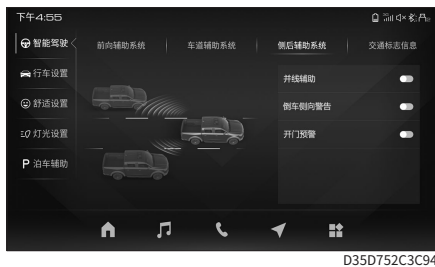 下午4:55
智能驾驶
前向辅助系统
车道辅助系统
侧后辅助系统
交通标志信息
行车设置
舒适设置
灯光设置
P 泊车辅助
并线辅助
倒车侧向警告
开门预警
D35D752C3C94